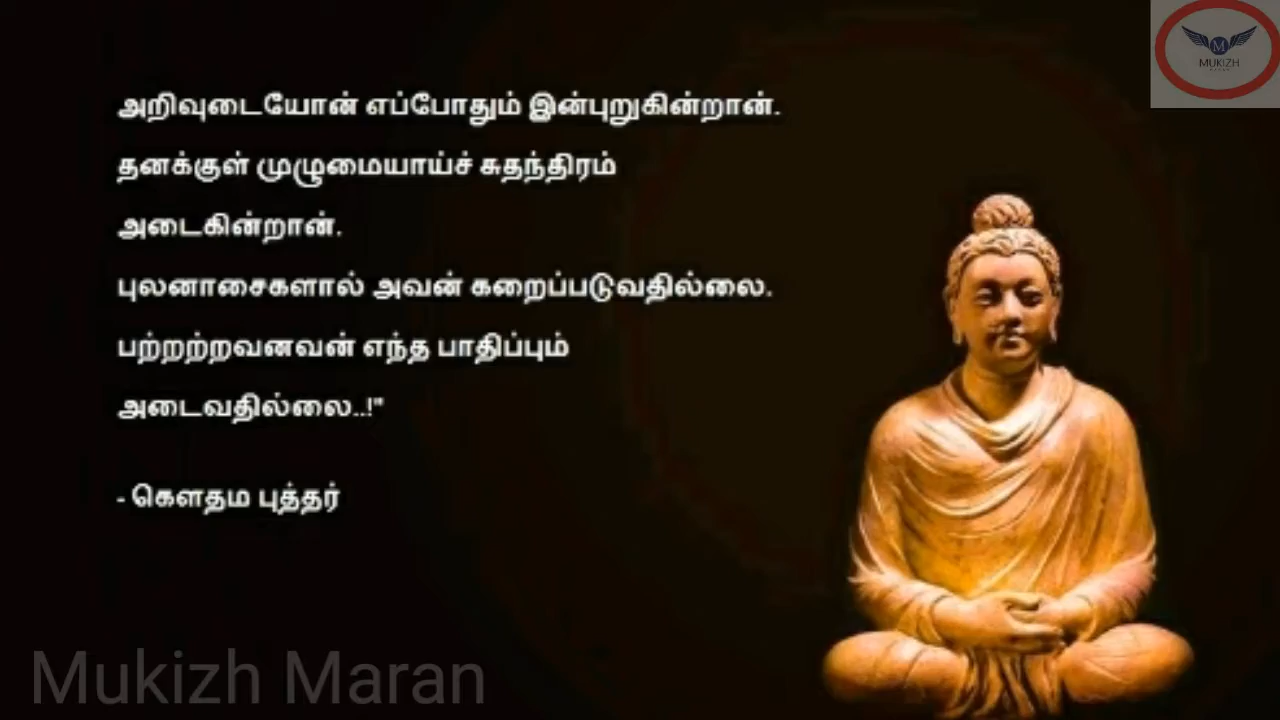 MUKIZH
அறிவுடையோன் எப்போதும் இன்புறுகின்றான்.
தனக்குள் முழுமையாய்ச் சுதந்திரம்
அடைகின்றான்.
புலனாசைகளால் அவன் கறைப்படுவதில்லை.
பற்றற்றவனவன் எந்த பாதிப்பும்
அடைவதில்லை..!"
- கௌதம புத்தர்
Mukizh Maran